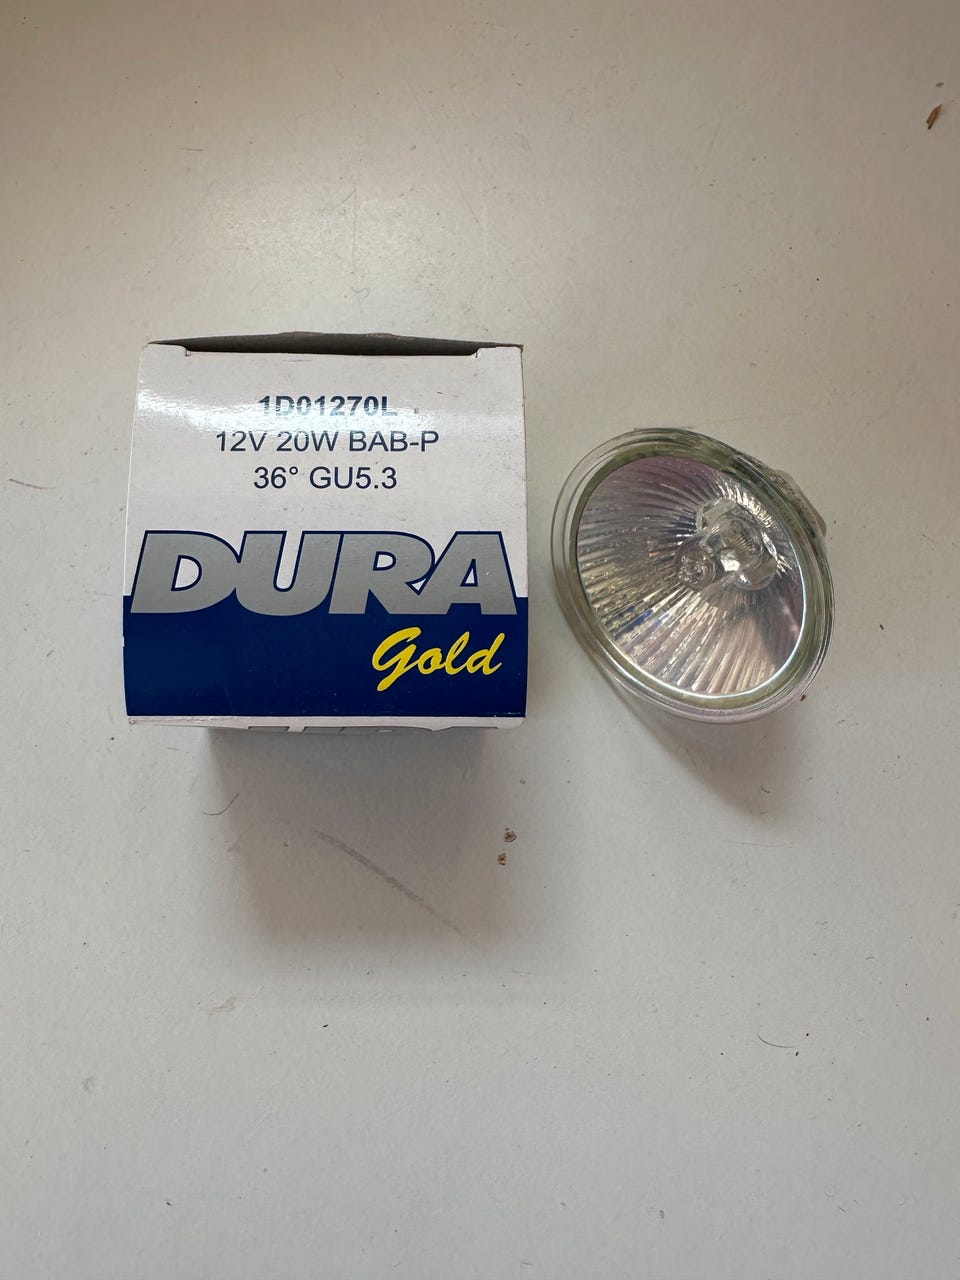 1D01270L
12V 20W BAB-P
36° GU5.3
DURA
Gold